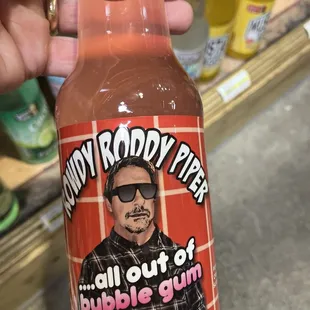 ROWDY RODDY PIPER
....all out of
bubble gum